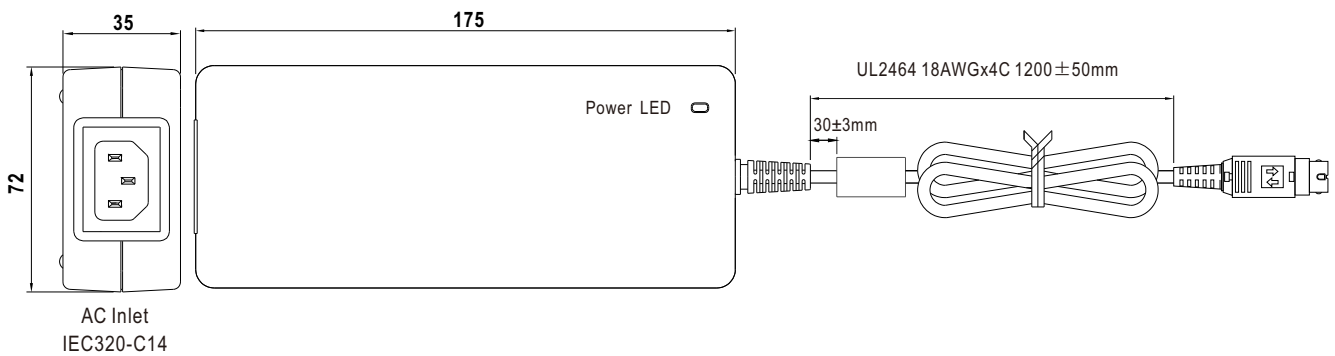 35
175
UL2464 18AWGx4C 1200±50mm
Power LED
30±3mm
72
AC Inlet
IEC320-C14